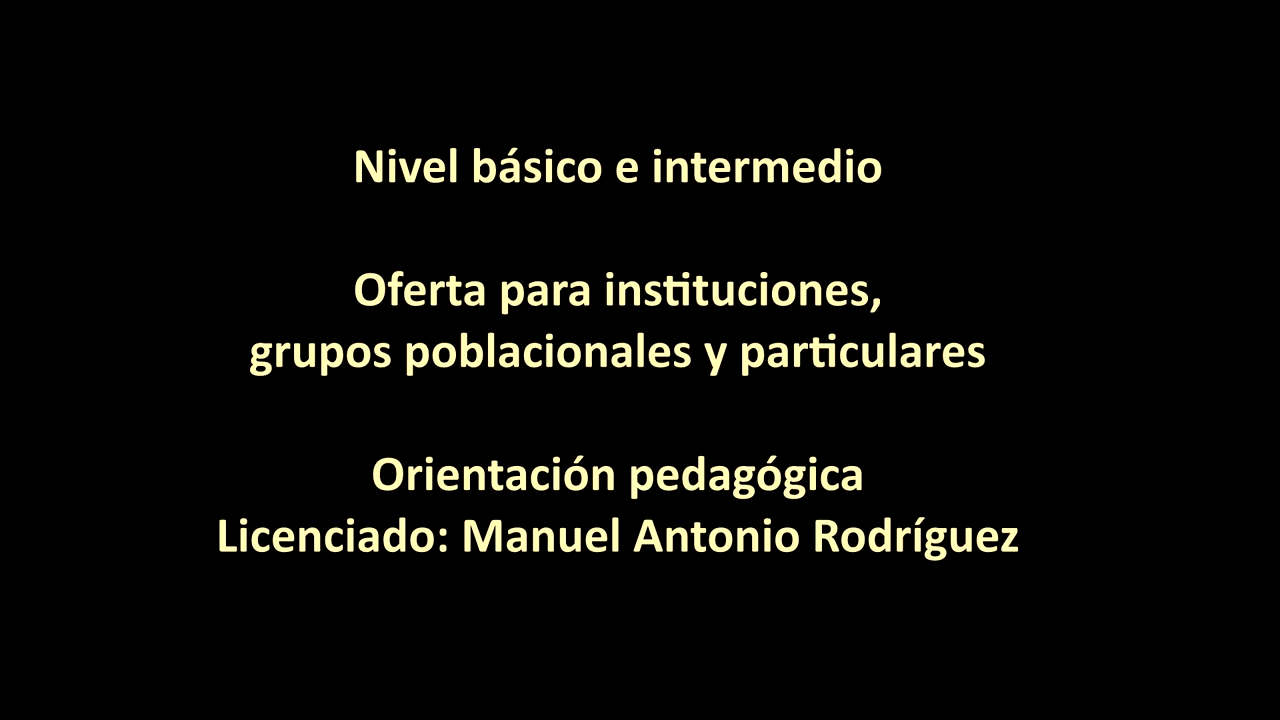 Nivel básico e intermedio
Oferta para instituciones,
grupos poblacionales y particulares
Orientación pedagógica
Licenciado: Manuel Antonio Rodríguez